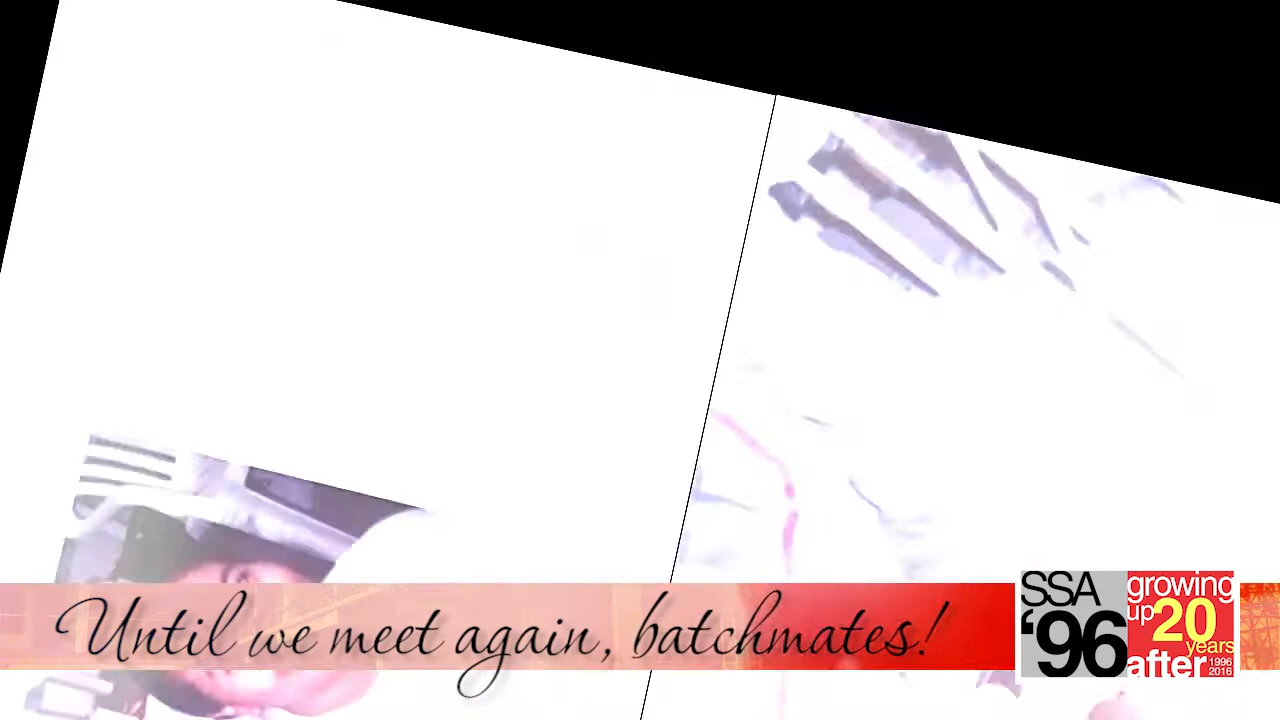 Until we meet again, batchmates!
SSA
'96
growing
up 20
years
after
1996
2016